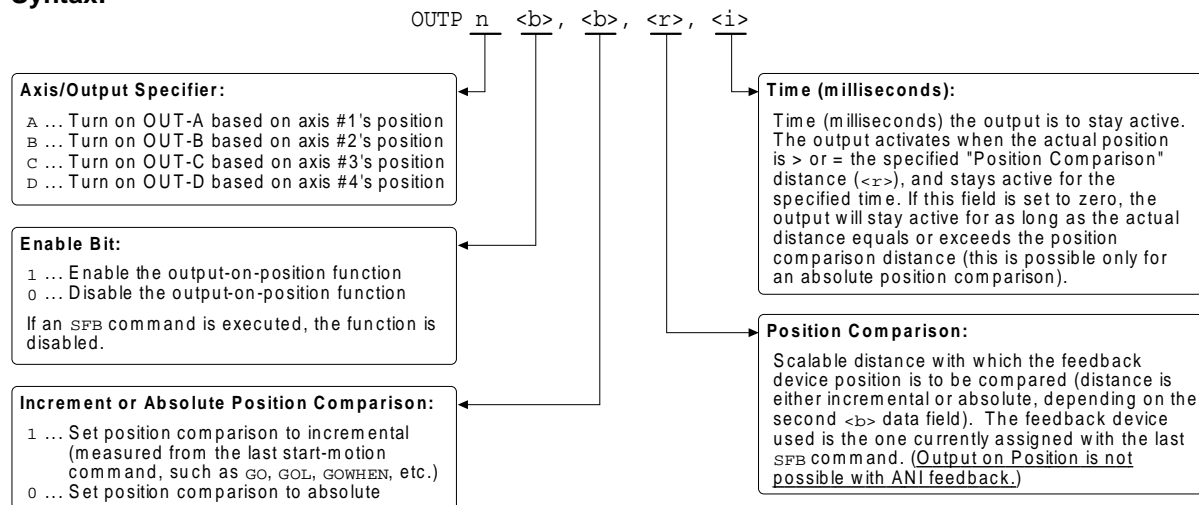 Syntax:
OUTP n <b>, <b>, <r>, <i>
Axis/Output Specifier:
A ... Turn on OUT-A based on axis #1's position
B ... Turn on OUT-B based on axis #2's position
C ... Turn on OUT-C based on axis #3's position
D ... Turn on OUT-D based on axis #4's position
Enable Bit:
1 ... Enable the output-on-position function
0 ... Disable the output-on-position function
If an SFB command is executed, the function is
disabled.
Increment or Absolute Position Comparison:
1 ... Set position comparison to incremental
(measured from the last start-motion
command, such as GO, GOL, GOWHEN, etc.)
0 ... Set position comparison to absolute
Time (milliseconds):
Time (milliseconds) the output is to stay active.
The output activates when the actual position
is > or = the specified "Position Comparison"
distance (<r>), and stays active for the
specified time. If this field is set to zero, the
output will stay active for as long as the actual
distance equals or exceeds the position
comparison distance (this is possible only for
an absolute position comparison).
Position Comparison:
Scalable distance with which the feedback
device position is to be compared (distance is
either incremental or absolute, depending on the
second <b> data field). The feedback device
used is the one currently assigned with the last
SFB command. (Output on Position is not
possible with ANI feedback.)